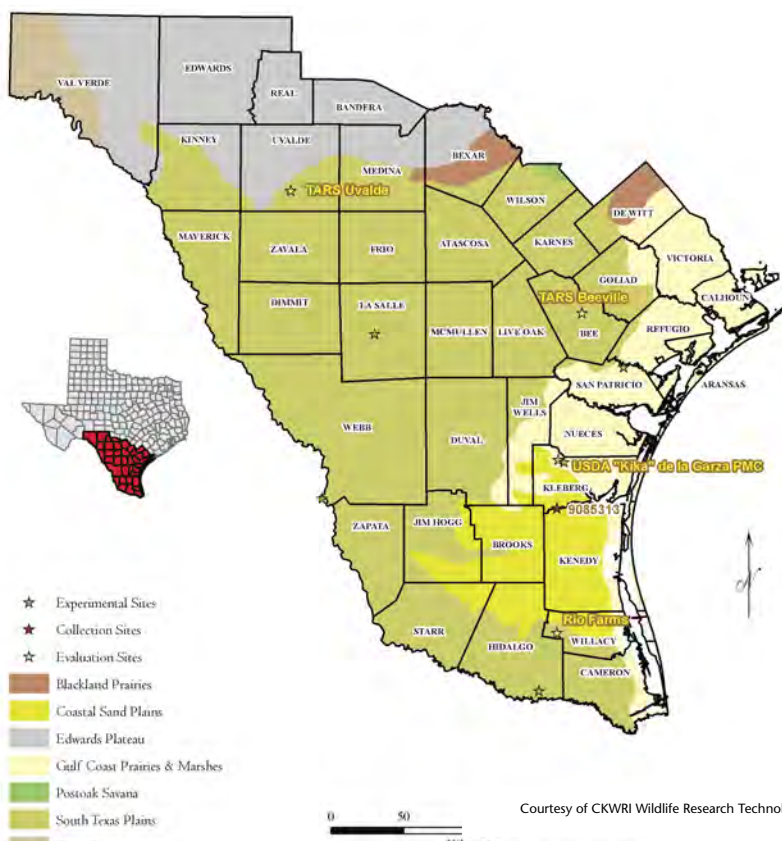 EDWARDS
VAL VERDE
REAL
BANDERA
KINNEY
UVALDE
MEDINA
BEXAR
TARS Uvalde
WILSON
DE WITT
MAVERICK
ZAVALA
FRIO
ATASCOSA
KARNES
VICTORIA
GOLIAD
CALHOUN
DIMMIT
LA SALLE
TARS Beeville
MCMULLEN
LIVE OAK
BEE
REFUGIO
SAN PATRICIO
ARANSAS
JIM
WELLS
WEBB
DUVAL
NUECES
USDA "Kika" de la Garza PMC
KLEBERG
9085313
ZAPATA
JIM HOGG
BROOKS
KENEDY
Experimental Sites
Collection Sites
Rio Farms
STARR
WILLACY
HIDALGO
Evaluation Sites
CAMERON
Blackland Prairies
Coastal Sand Plains
Edwards Plateau
Gulf Coast Prairies & Marshes
Postoak Savana
South Texas Plains
0 50
Courtesy of CKWRI Wildlife Research Technol